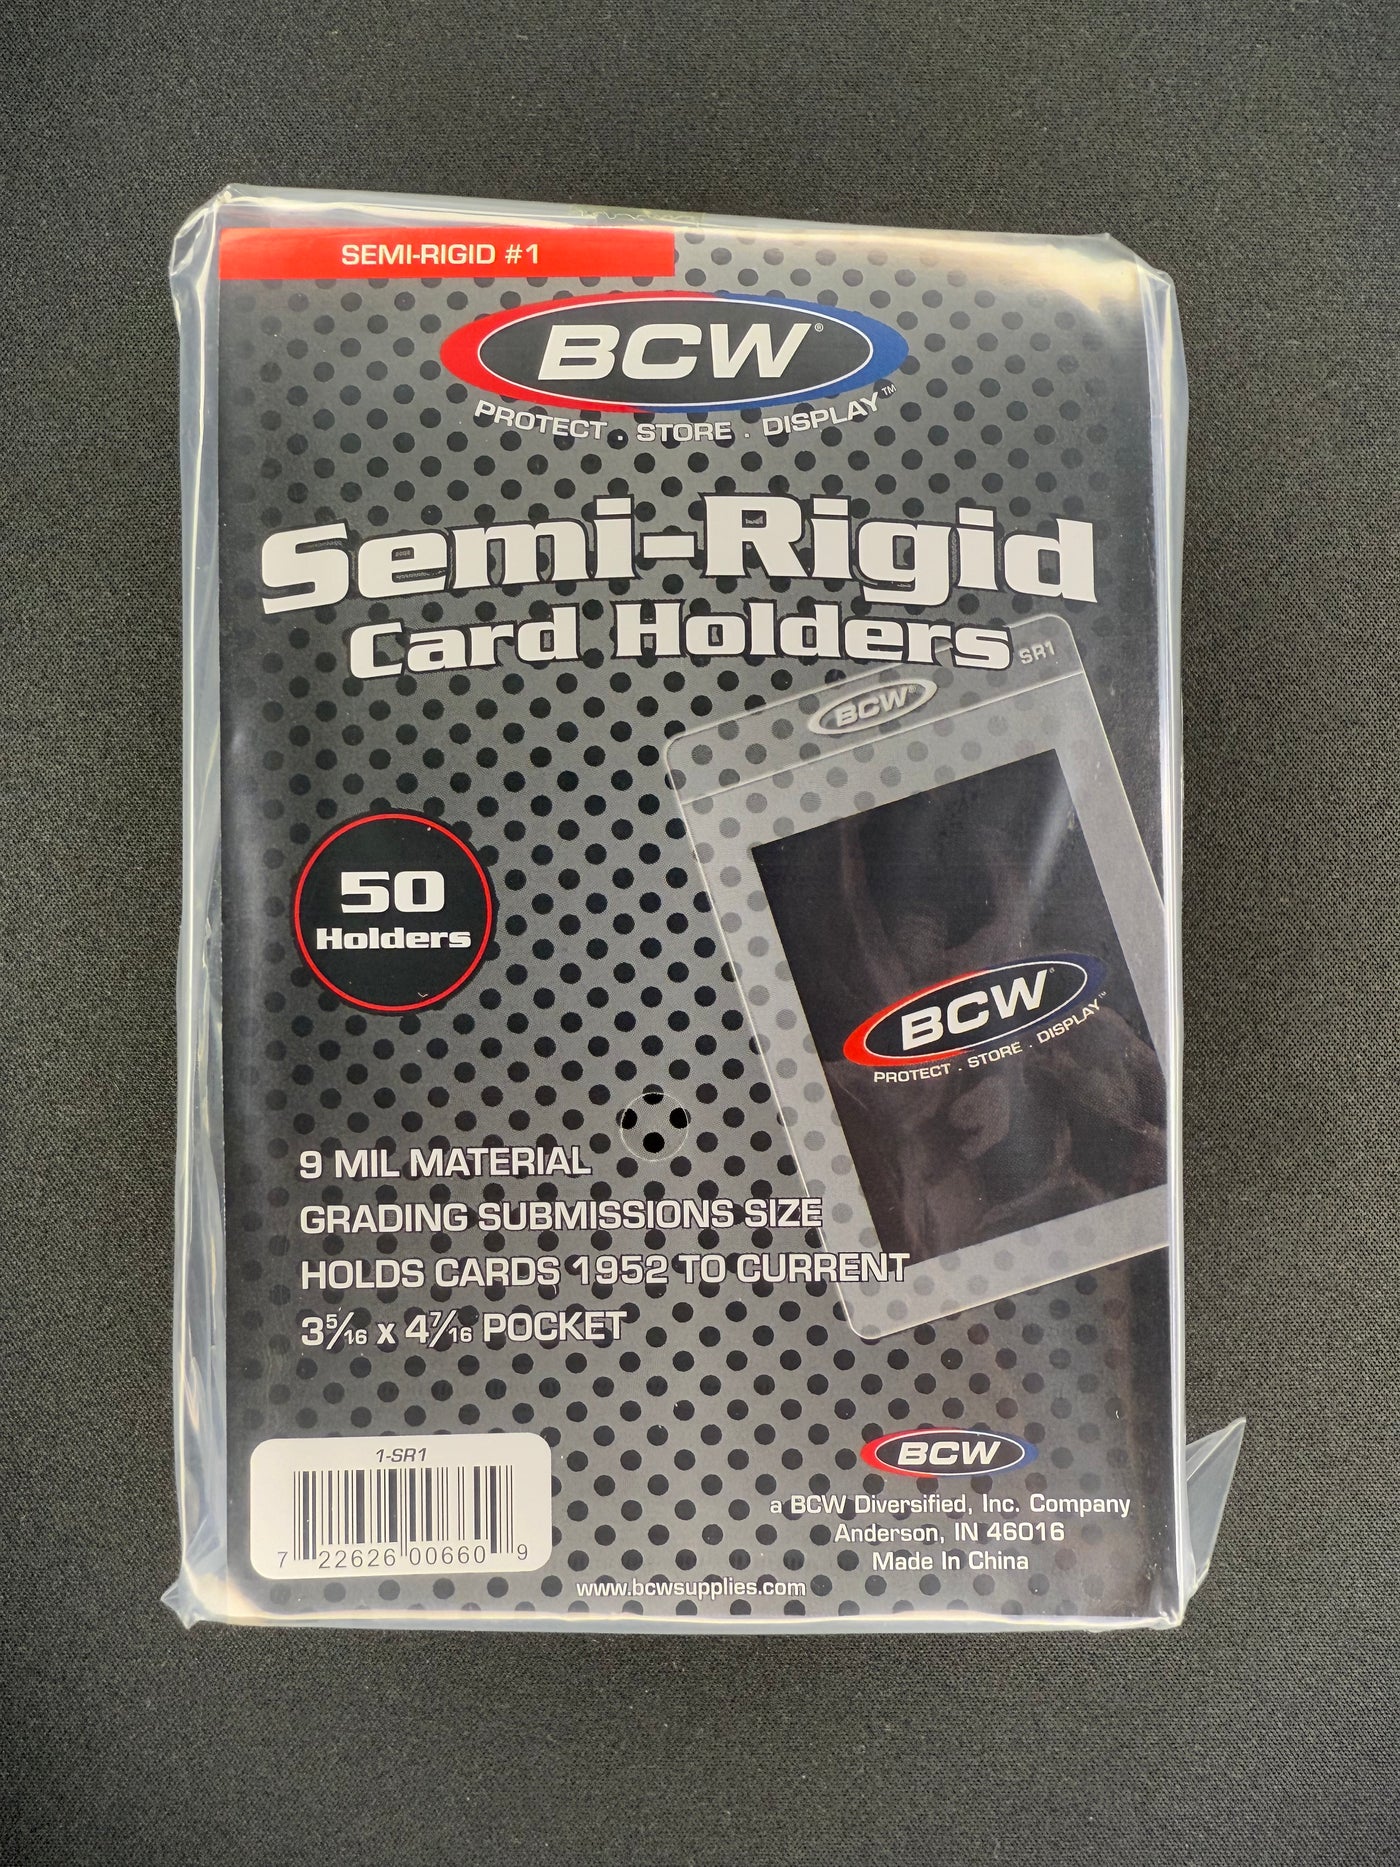 SEMI-RIGID #1
BCW®
PROTECT . STORE . DISPLAY™
Semi-Rigid
Card Holders
SR1
BCW®
50
Holders
BCW®
PROTECT . STORE . DISPLAY™
9 MIL MATERIAL
GRADING SUBMISSIONS SIZE
HOLDS CARDS 1952 TO CURRENT
3 5/16 x 4 7/16 POCKET
1-SR1
7 22626 00660 9
BCW
a BCW Diversified, Inc. Company
Anderson, IN 46016
Made In China
www.bcwsupplies.com